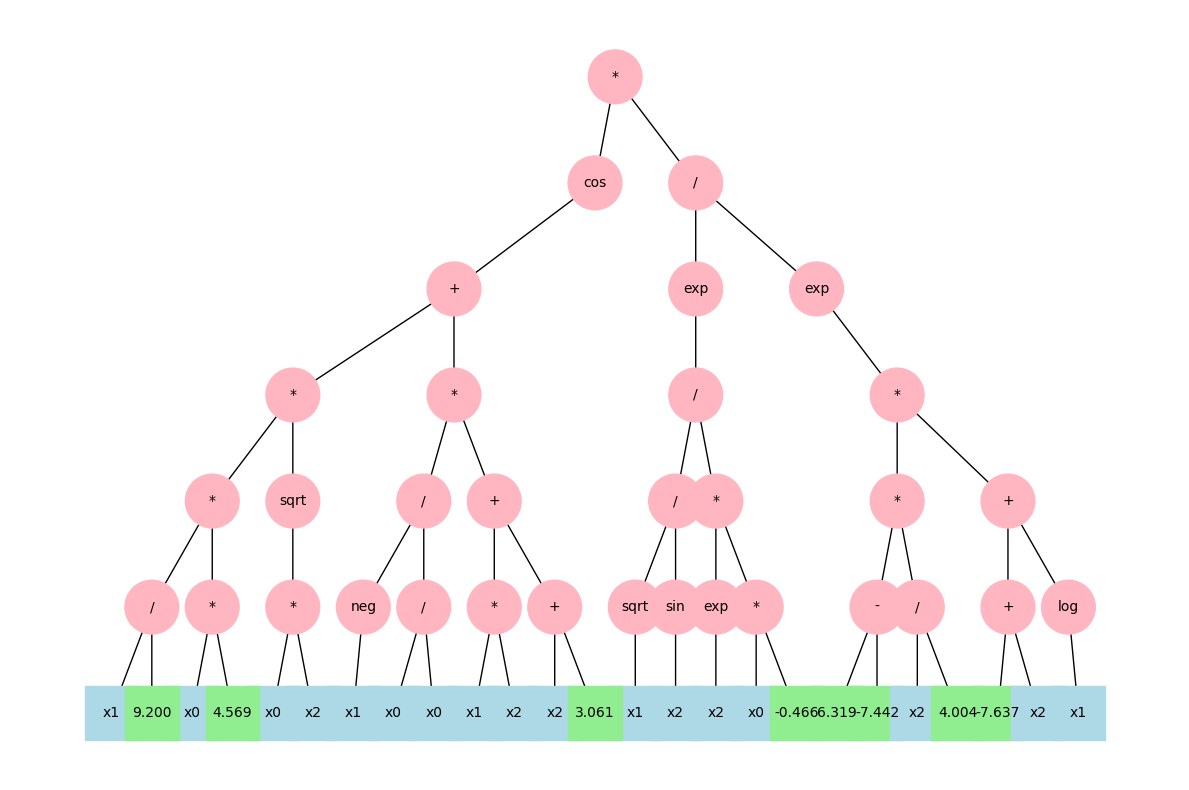 *
cos /
+ exp exp
* * /  *
* sqrt / + / * * +
/ * * neg / * + sqrt sin exp * - / + log
x1 9.200 x0 4.569 x0 x2 x1 x0 x0 x1 x2 x2 3.061 x1 x2 x2 x0 -0.466 6.319 -7.442 x2 4.004 -7.637 x2 x1